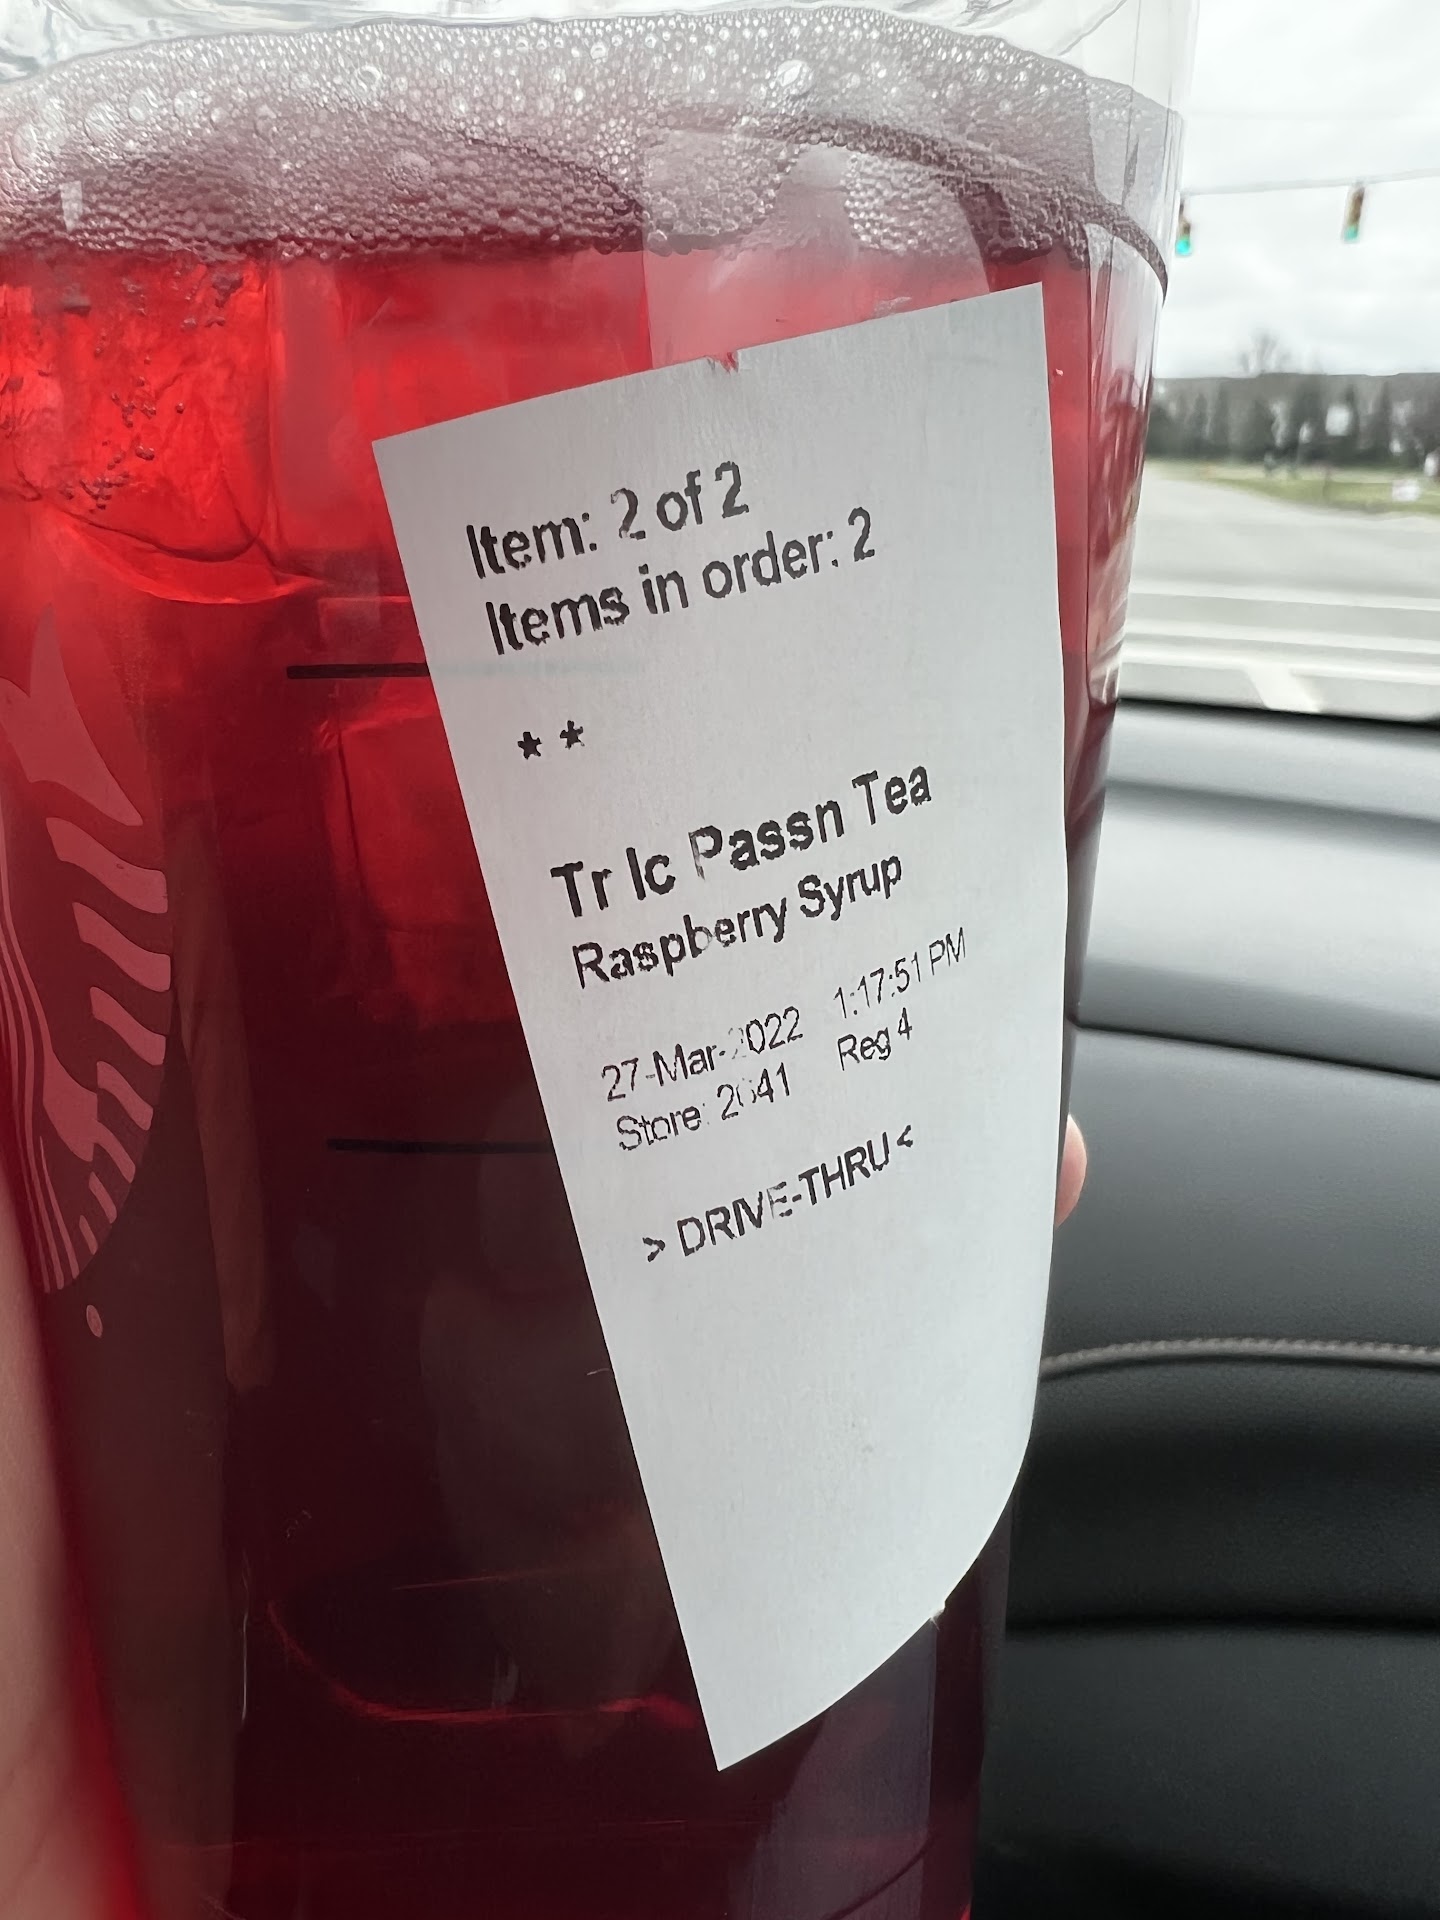 Item: 2 of 2
Items in order: 2
* *
Tr Ic Passn Tea
Raspberry Syrup
27-Mar-2022 1:17:51 PM
Store: Reg 4
> DRIVE-THRU <